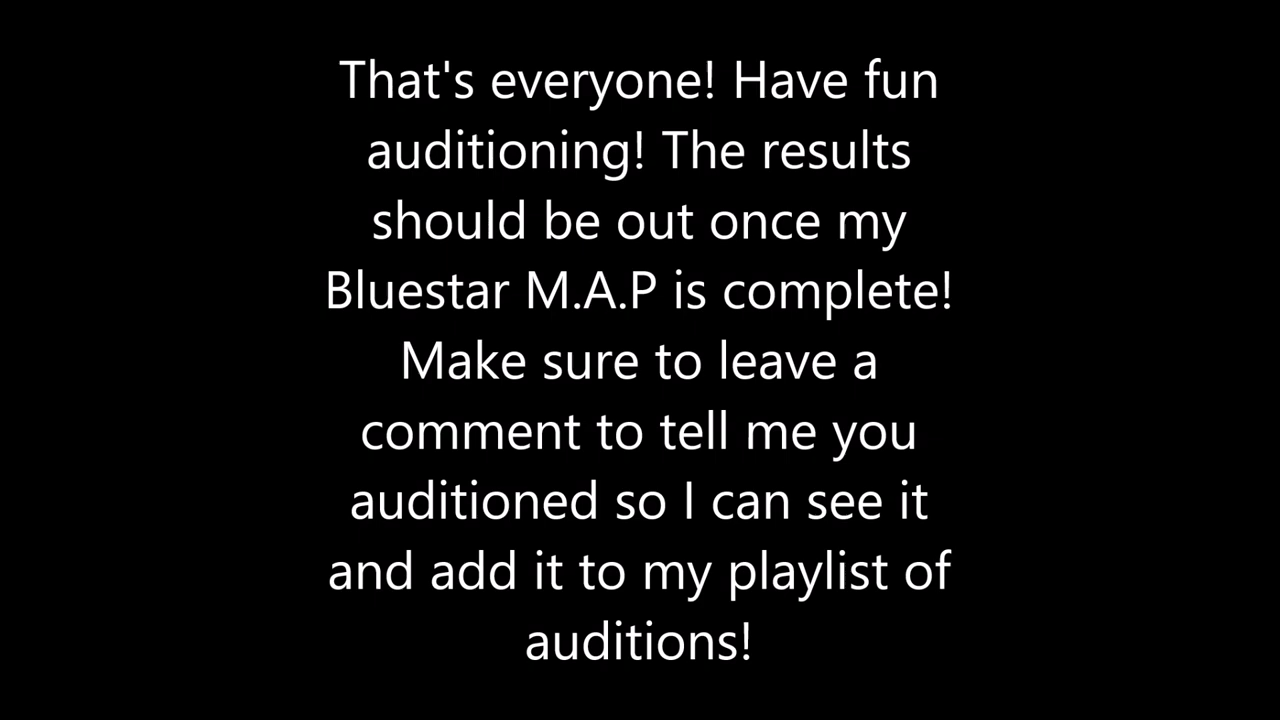 That's everyone! Have fun
auditioning! The results
should be out once my
Bluestar M.A.P is complete!
Make sure to leave a
comment to tell me you
auditioned so I can see it
and add it to my playlist of
auditions!